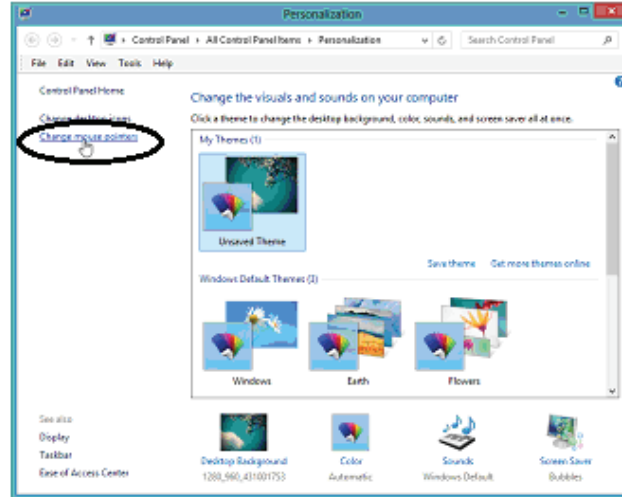 Personalization
Control Panel › All Control Panel Items › Personalization
Search Control Panel
File Edit View Tools Help
Control Panel Home
Change desktop icons
Change mouse pointers
Change the visuals and sounds on your computer
Click a theme to change the desktop background, color, sounds, and screen saver all at once.
My Themes (1)
Unsaved Theme
Save theme Get more themes online
Windows Default Themes (3)
Windows Earth Flowers
See also
Display
Taskbar
Ease of Access Center
Desktop Background Color Sounds Screen Saver
1280_960_431001753 Automatic Windows Default Bubbles